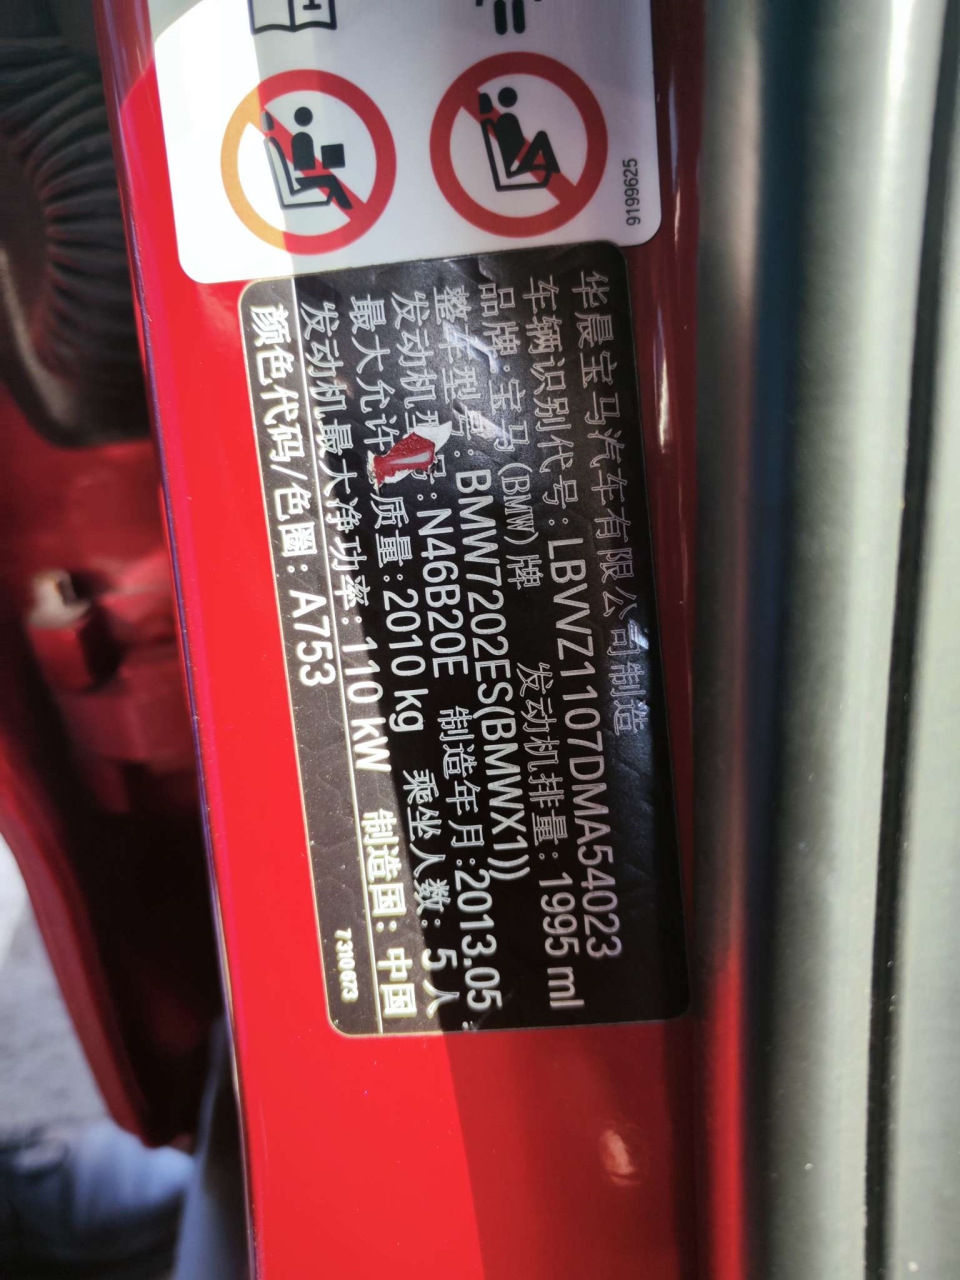 9199625
华晨宝马汽车有限公司制造
车辆识别代号:LBVVZ1107DMA54023
品牌:宝马(BMW)牌 发动机排量:1995 ml
整车型号:BMW7202ES(BMWX1))
发动机型号:N46B20E 制造年月:2013.05
最大允许 质量:2010 kg 乘坐人数:5人
发动机最大净功率:110 kW 制造国:中国
颜色代码/色圈:A753
7310673